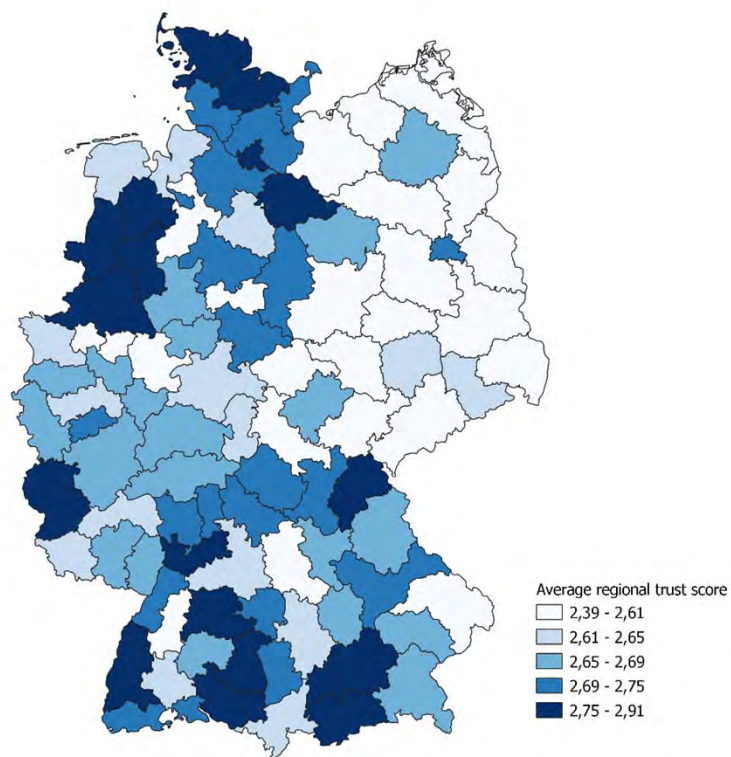 Average regional trust score
2,39 - 2,61
2,61 - 2,65
2,65 - 2,69
2,69 - 2,75
2,75 - 2,91